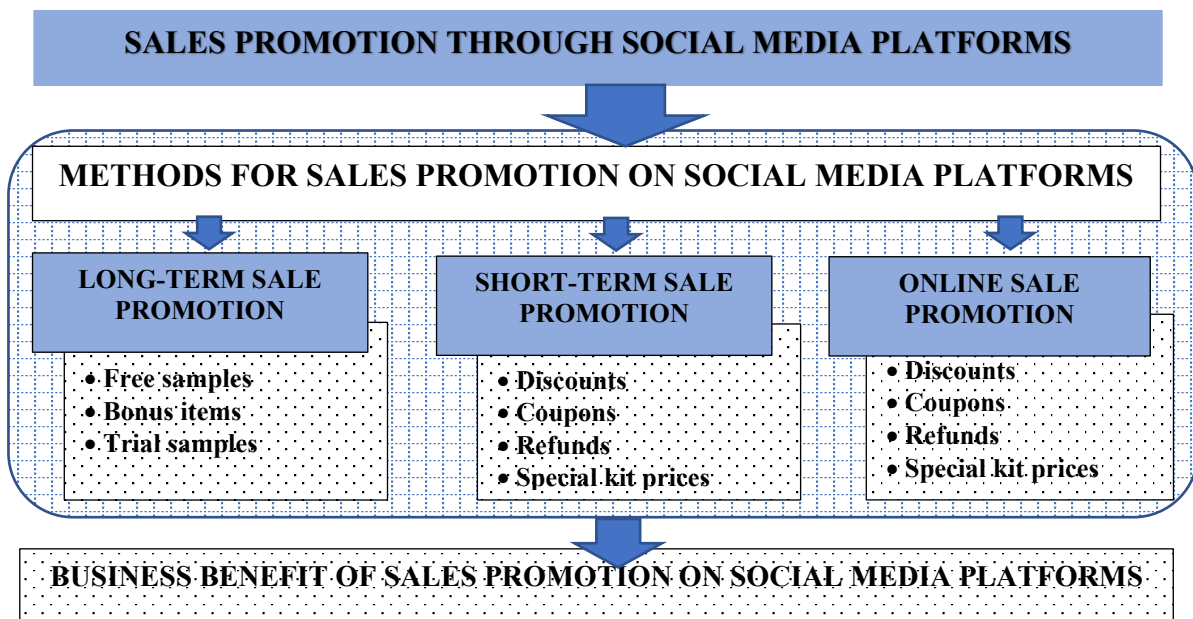 SALES PROMOTION THROUGH SOCIAL MEDIA PLATFORMS
METHODS FOR SALES PROMOTION ON SOCIAL MEDIA PLATFORMS
LONG-TERM SALE
PROMOTION
• Free samples
• Bonus items
• Trial samples
SHORT-TERM SALE
PROMOTION
• Discounts
• Coupons
• Refunds
• Special kit prices
ONLINE SALE
PROMOTION
• Discounts
• Coupons
• Refunds
• Special kit prices
BUSINESS BENEFIT OF SALES PROMOTION ON SOCIAL MEDIA PLATFORMS